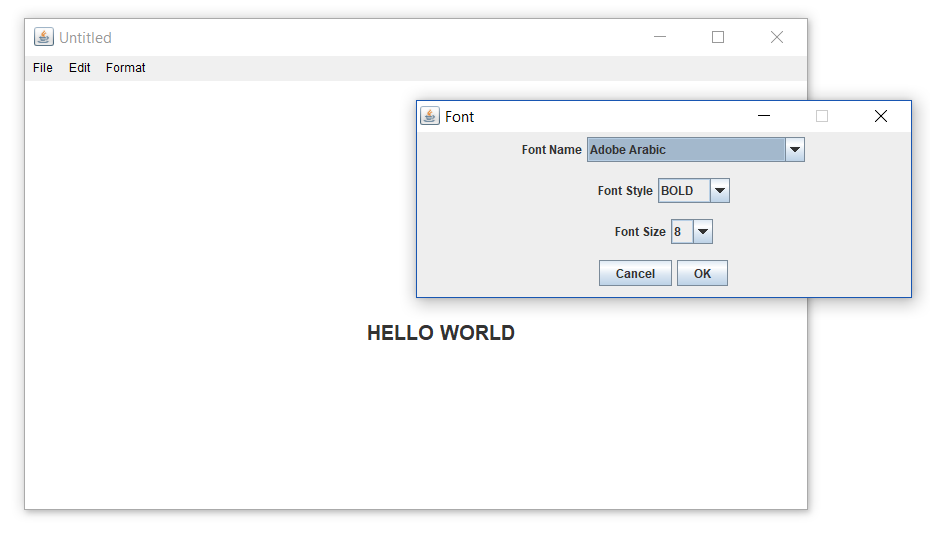 Untitled
File Edit Format
Font
Font Name Adobe Arabic
Font Style BOLD
Font Size 8
Cancel OK
HELLO WORLD